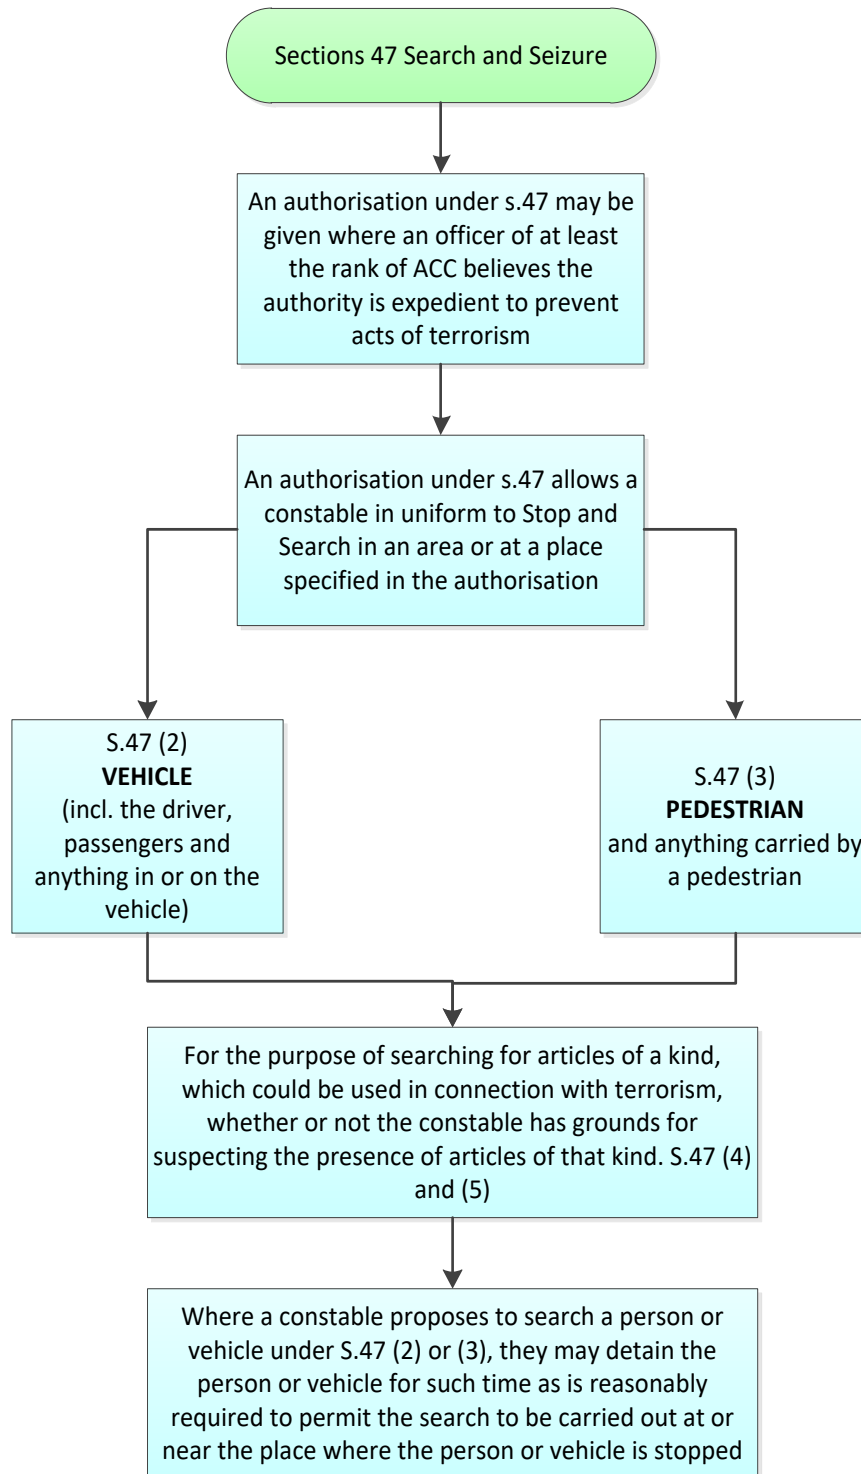 Sections 47 Search and Seizure
An authorisation under s.47 may be
given where an officer of at least
the rank of ACC believes the
authority is expedient to prevent
acts of terrorism
An authorisation under s.47 allows a
constable in uniform to Stop and
Search in an area or at a place
specified in the authorisation
S.47 (2)
VEHICLE
(incl. the driver,
passengers and
anything in or on the
vehicle)
S.47 (3)
PEDESTRIAN
and anything carried by
a pedestrian
For the purpose of searching for articles of a kind,
which could be used in connection with terrorism,
whether or not the constable has grounds for
suspecting the presence of articles of that kind. S.47 (4)
and (5)
Where a constable proposes to search a person or
vehicle under S.47 (2) or (3), they may detain the
person or vehicle for such time as is reasonably
required to permit the search to be carried out at or
near the place where the person or vehicle is stopped